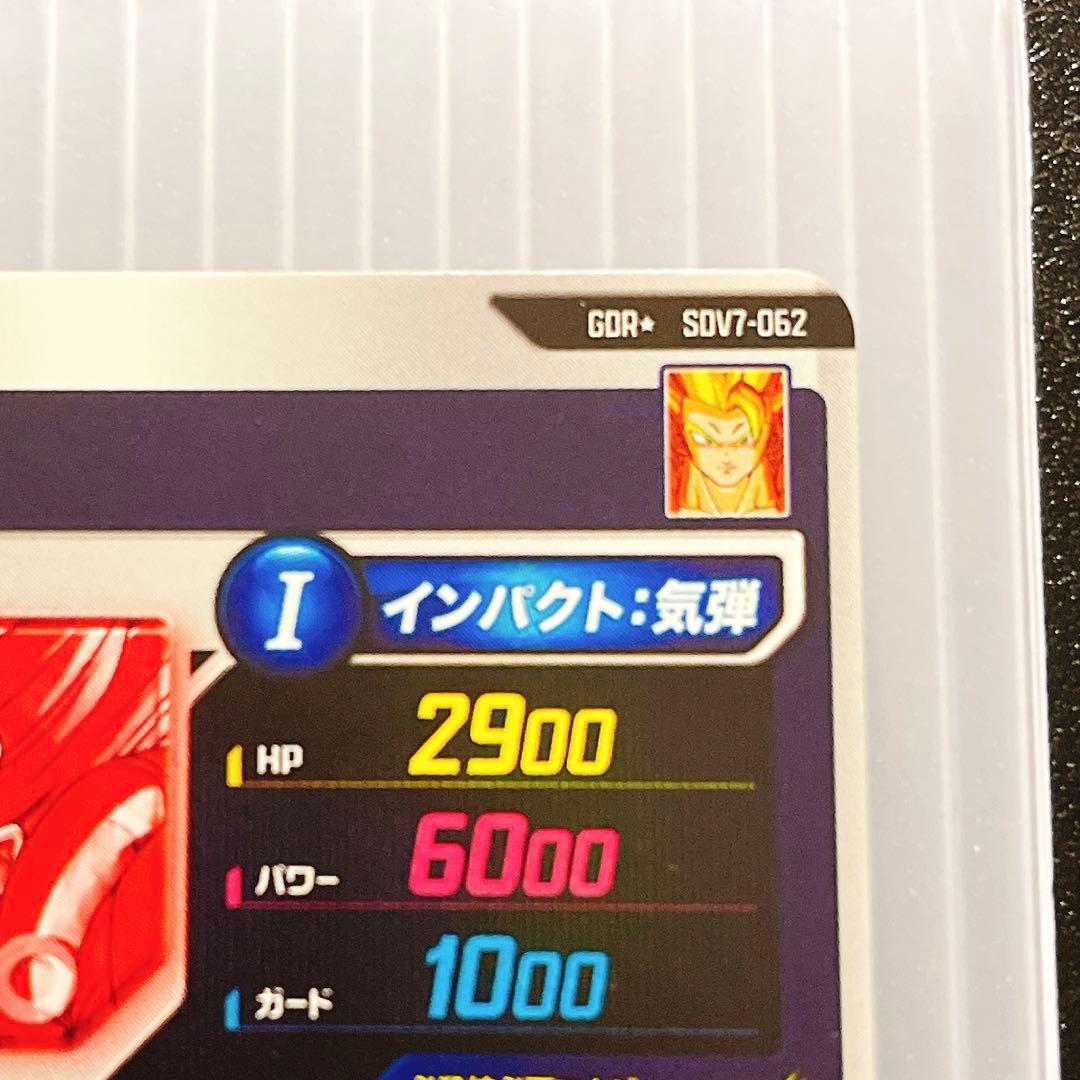 GDR★ SDV7-062
I インパクト:気弾
HP 2900
パワー 6000
ガード 1000